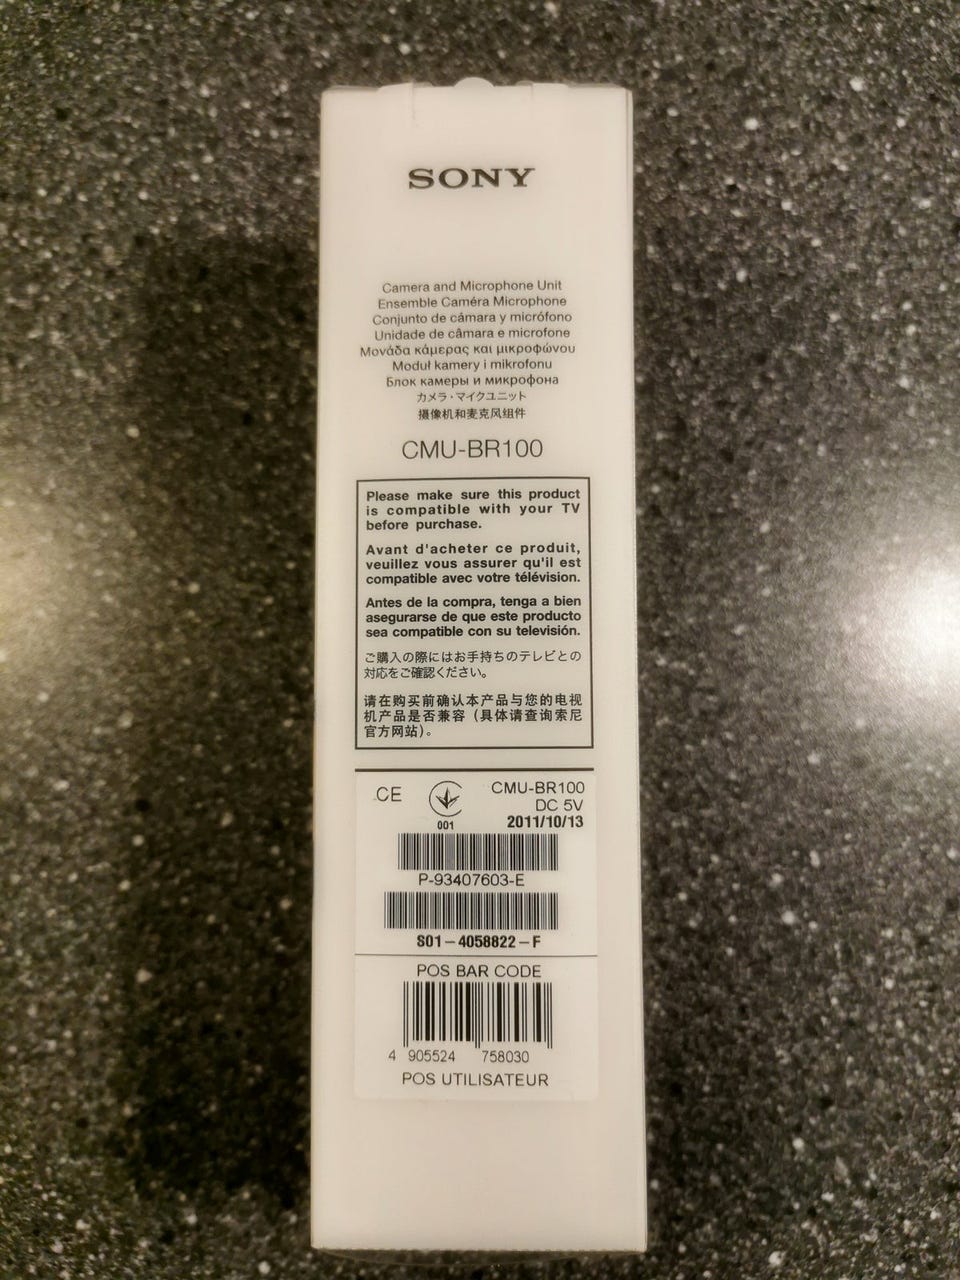 SONY
Camera and Microphone Unit
Ensemble Caméra Microphone
Conjunto de cámara y micrófono
Unidade de câmara e microfone
Μονάδα κάμερας και μικροφώνου
Moduł kamery i mikrofonu
Блок камеры и микрофона
カメラ・マイクユニット
摄像机和麦克风组件
CMU-BR100
Please make sure this product
is compatible with your TV
before purchase.
Avant d'acheter ce produit,
veuillez vous assurer qu'il est
compatible avec votre télévision.
Antes de la compra, tenga a bien
asegurarse de que este producto
sea compatible con su televisión.
ご購入の際にはお手持ちのテレビとの
対応をご確認ください。
请在购买前确认本产品与您的电视
机产品是否兼容（具体请查询索尼
官方网站）。
CE
001
CMU-BR100
DC 5V
2011/10/13
P-93407603-E
S01-4058822-F
POS BAR CODE
4 905524 758030
POS UTILISATEUR